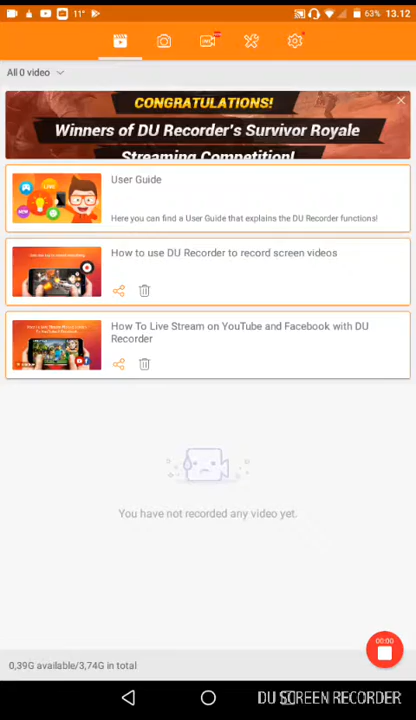 11°
63% 13.12
All 0 video
CONGRATULATIONS!
Winners of DU Recorder's Survivor Royale
Streaming Competition!
User Guide
Here you can find a User Guide that explains the DU Recorder functions!
How to use DU Recorder to record screen videos
How To Live Stream on YouTube and Facebook with DU
Recorder
You have not recorded any video yet.
00:00
0,39G available/3,74G in total
DU SCREEN RECORDER